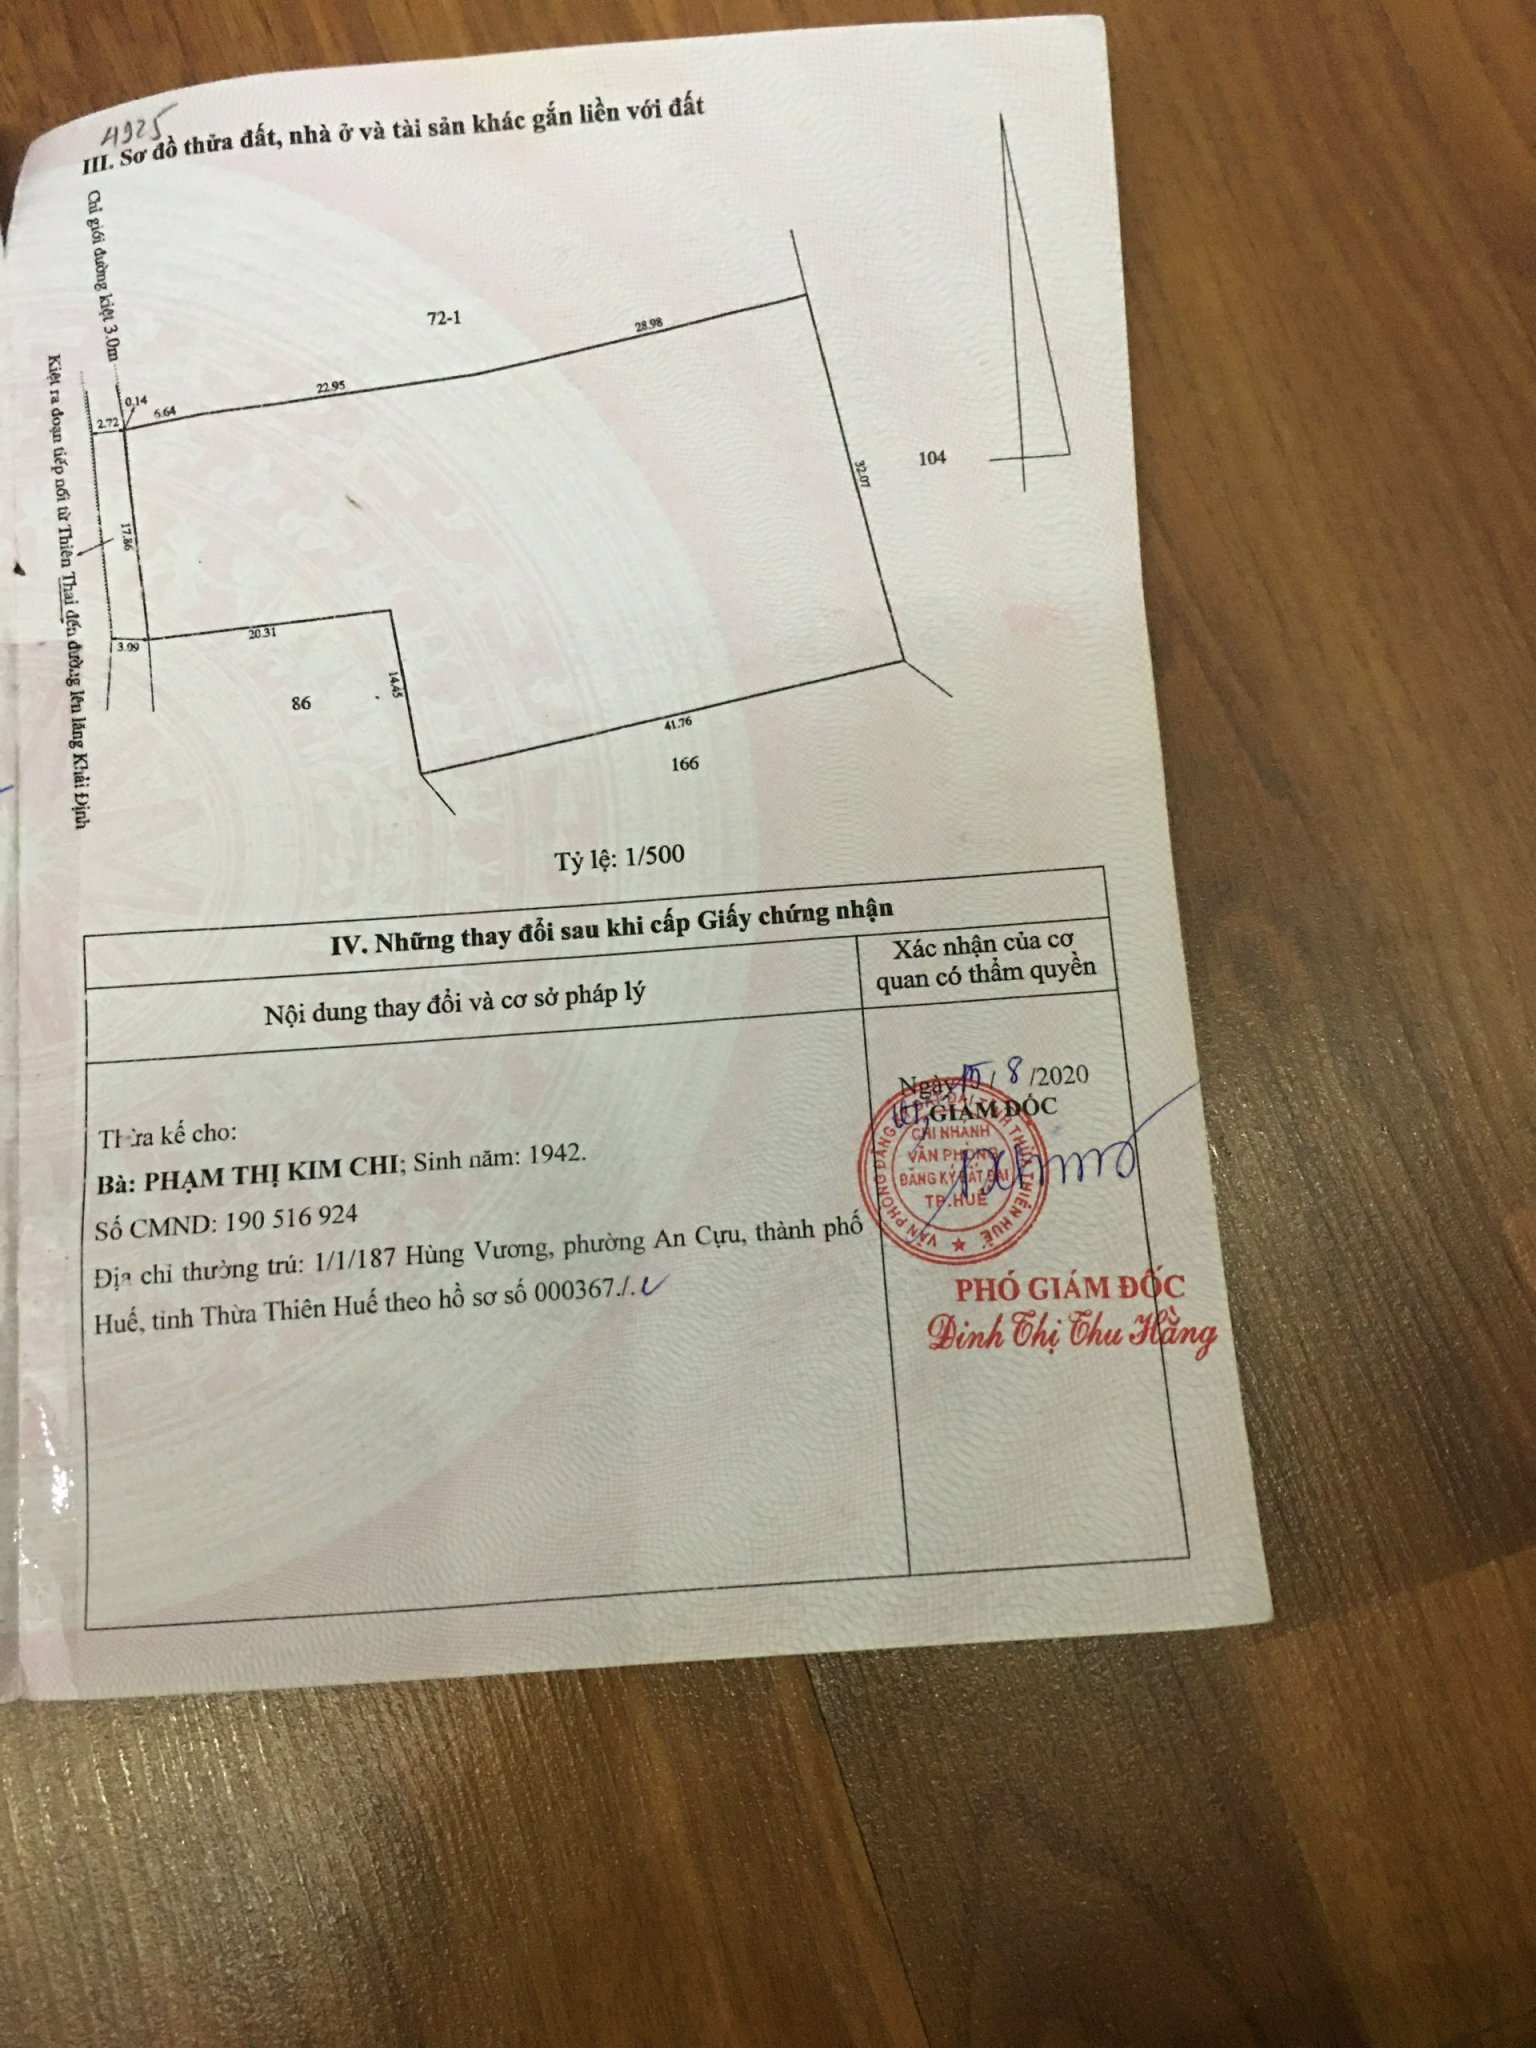 4925
III. Sơ đồ thửa đất, nhà ở và tài sản khác gắn liền với đất
Chỉ giới đường kiệt 3.0m
Kiệt ra đoạn tiếp nối từ Thiên Thai đến đường lên lăng Khải Định
72-1
28.98
22.95
6.64
0.14
2.72
17.86
3.09
20.31
86
14.45
41.76
166
32.07
104
Tỷ lệ: 1/500
IV. Những thay đổi sau khi cấp Giấy chứng nhận
Nội dung thay đổi và cơ sở pháp lý
Xác nhận của cơ
quan có thẩm quyền
Thừa kế cho:
Bà: PHẠM THỊ KIM CHI; Sinh năm: 1942.
Số CMND: 190 516 924
Địa chỉ thường trú: 1/1/187 Hùng Vương, phường An Cựu, thành phố
Huế, tỉnh Thừa Thiên Huế theo hồ sơ số 000367./.
Ngày 15 / 8 /2020
KT. GIÁM ĐỐC
VĂN PHÒNG ĐĂNG KÝ ĐẤT ĐAI TỈNH THỪA THIÊN HUẾ
CHI NHÁNH
VĂN PHÒNG
ĐĂNG KÝ ĐẤT ĐAI
TP.HUẾ
PHÓ GIÁM ĐỐC
Đinh Thị Thu Hằng